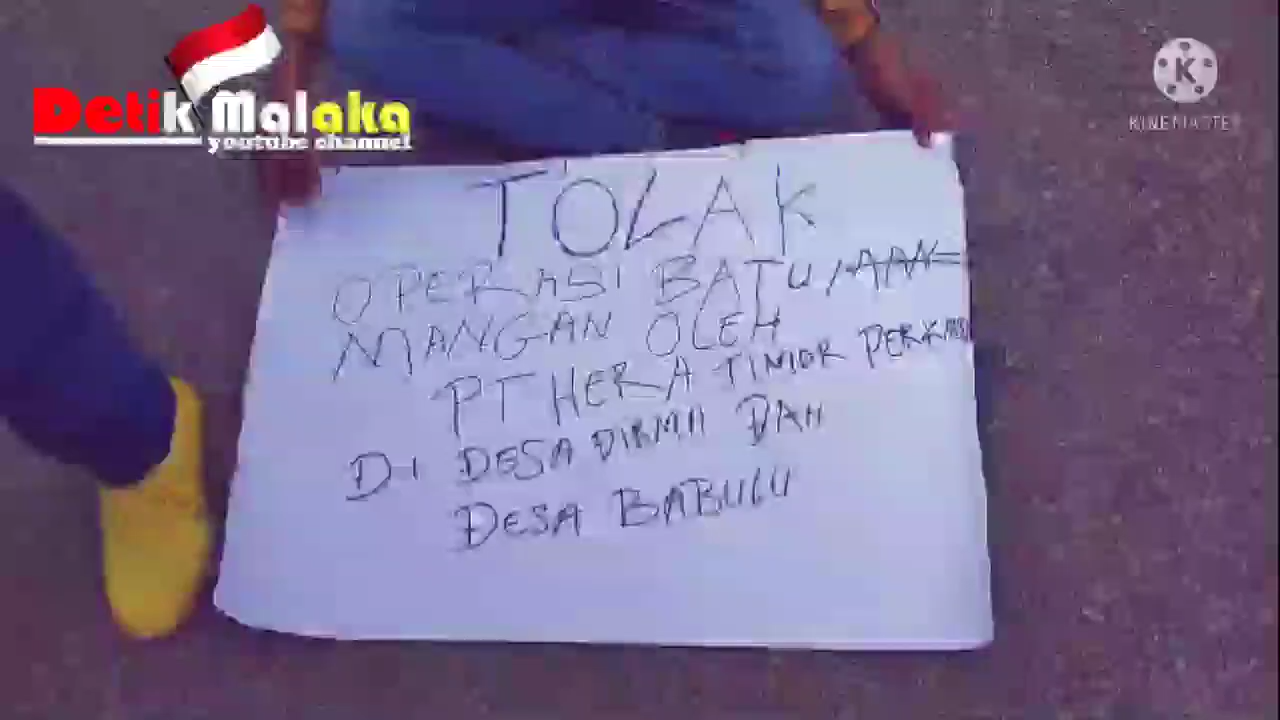 Detik Malaka
youtube channel
KINEMASTER
TOLAK
OPERASI BATU
MANGAN OLEH
PT HERA TIMOR PERKASA
DI DESA DIRMA DAN
DESA BABULU